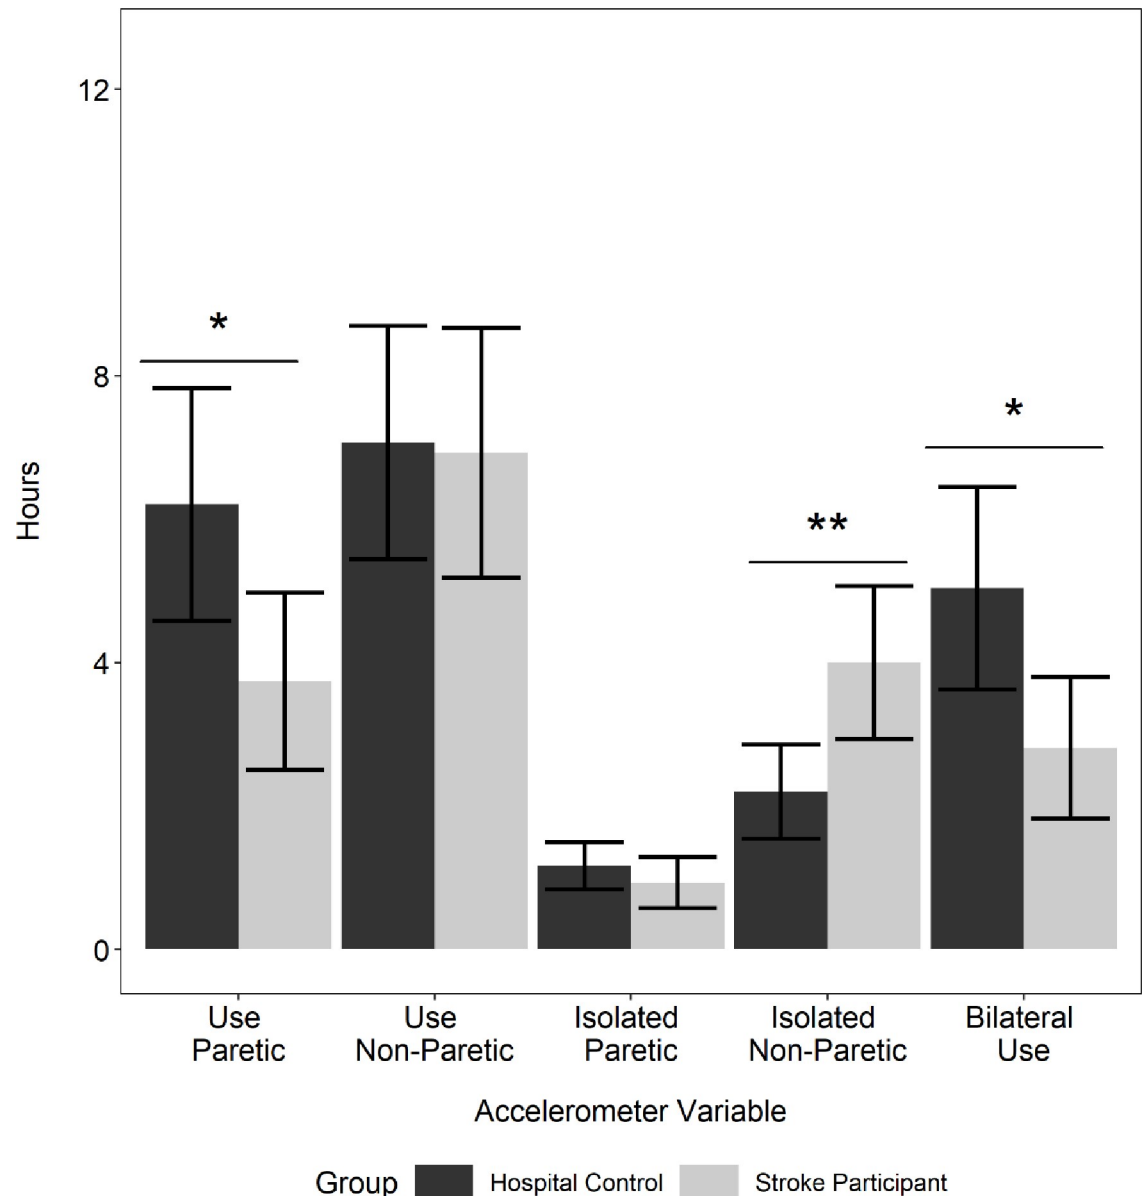 12
8
4
0
Hours
*
**
*
Use
Paretic
Use
Non-Paretic
Isolated
Paretic
Isolated
Non-Paretic
Bilateral
Use
Accelerometer Variable
Group Hospital Control Stroke Participant